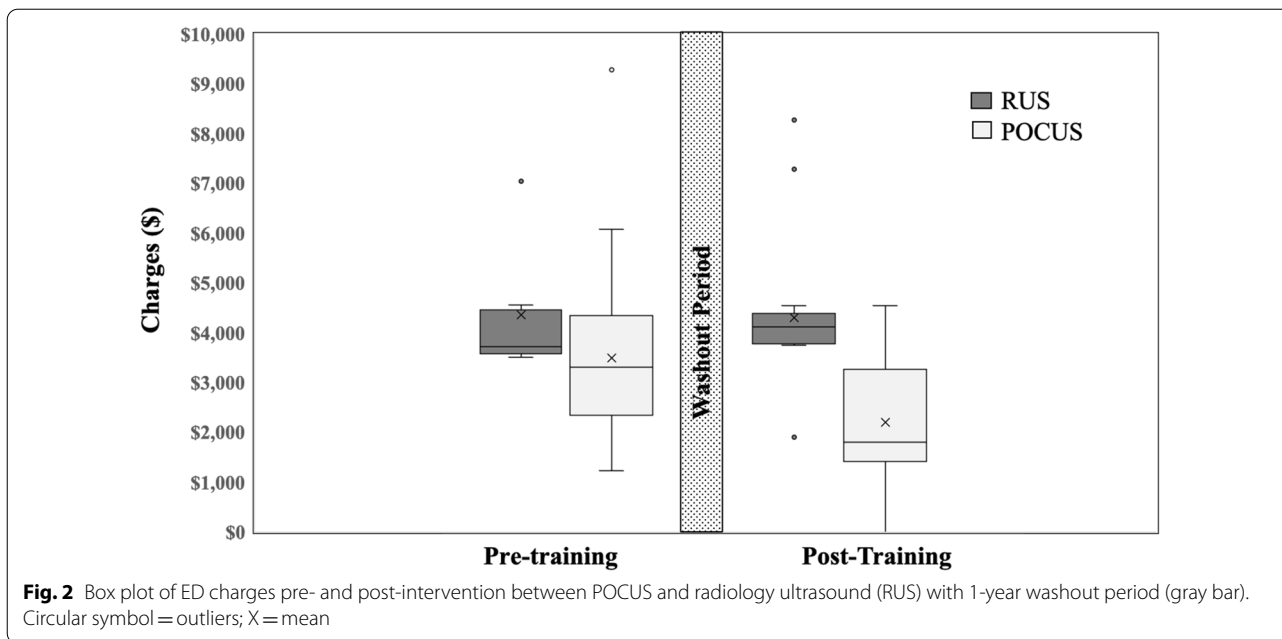 $10,000
$9,000
$8,000
$7,000
$6,000
$5,000
$4,000
$3,000
$2,000
$1,000
$0
Charges ($)
RUS
POCUS
Washout Period
Pre-training
Post-Training
Fig. 2 Box plot of ED charges pre- and post-intervention between POCUS and radiology ultrasound (RUS) with 1-year washout period (gray bar).
Circular symbol = outliers; X = mean